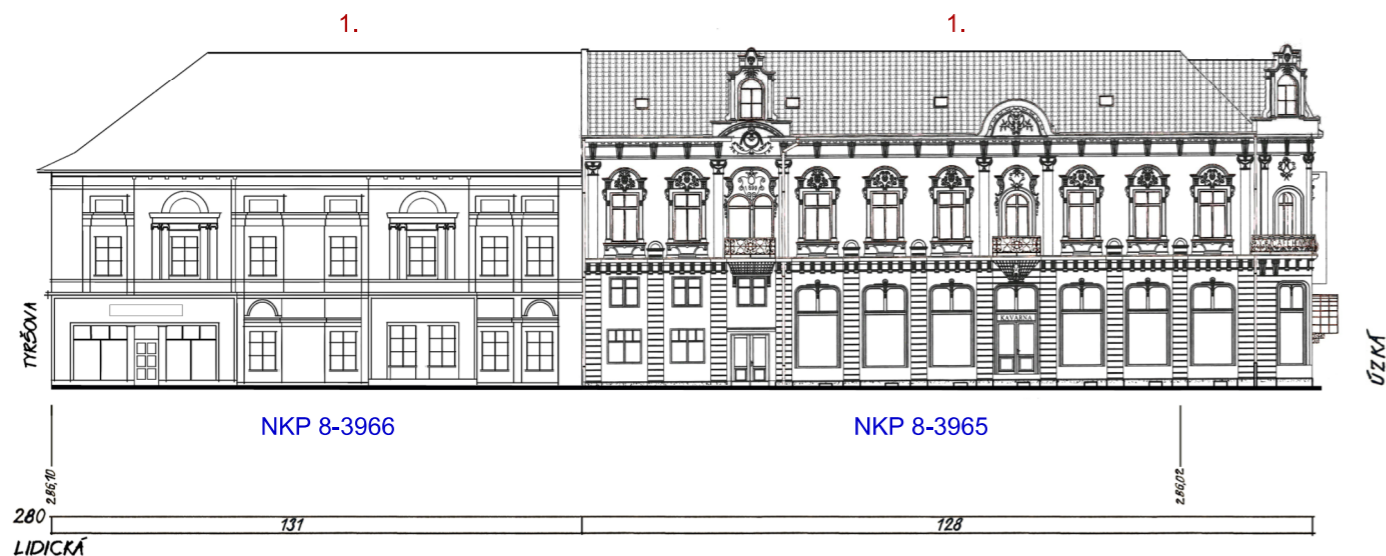 1. 1.
TYRŠOVA
KAVÁRNA
ÚZKÁ
NKP 8-3966 NKP 8-3965
286,10 286,02
280
131 128
LIDICKÁ